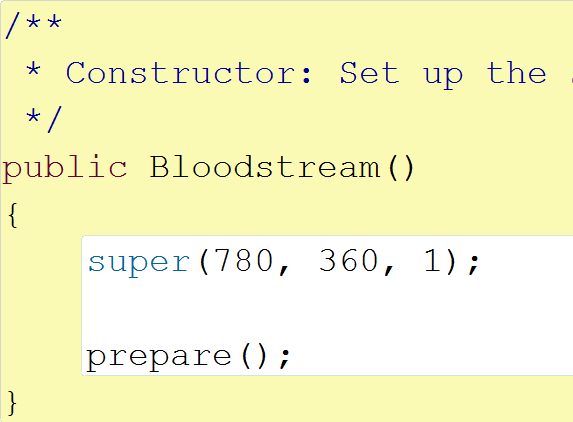 /**
 * Constructor: Set up the
 */
public Bloodstream()
{
    super(780, 360, 1);
    prepare();
}